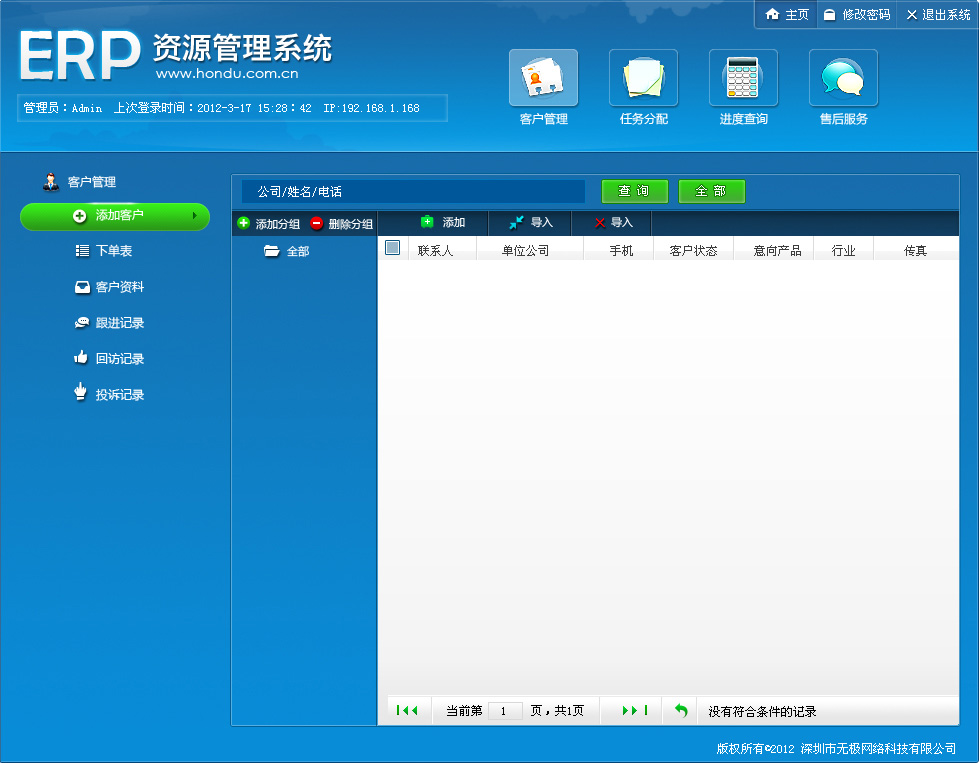 主页 修改密码 退出系统
ERP 资源管理系统
www.hondu.com.cn
管理员：Admin 上次登录时间：2012-3-17 15:28：42 IP:192.168.1.168
客户管理 任务分配 进度查询 售后服务
客户管理
添加客户
下单表
客户资料
跟进记录
回访记录
投诉记录
公司/姓名/电话 查 询 全 部
添加分组 删除分组 添加 导入 导入
全部
联系人 单位公司 手机 客户状态 意向产品 行业 传真
当前第 1 页，共1页 没有符合条件的记录
版权所有©2012 深圳市无极网络科技有限公司